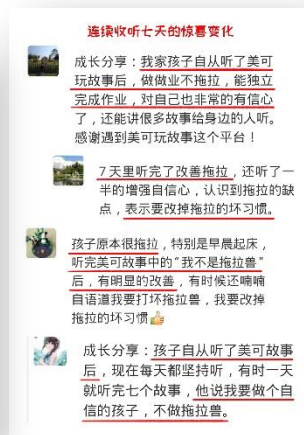 连续收听七天的惊喜变化
成长分享：我家孩子自从听了美可
玩故事后，做做业不拖拉，能独立
完成作业，对自己也非常的有信心
了，还能讲很多故事给身边的人听。
感谢遇到美可玩故事这个平台！
7天里听完了改善拖拉，还听了一
半的增强自信心，认识到拖拉的缺
点，表示要改掉拖拉的坏习惯。
孩子原本很拖拉，特别是早晨起床，
听完美可故事中的“我不是拖拉兽”
后，有明显的改善，有时候还喃喃
自语道我要打坏拖拉兽，我要改掉
拖拉的坏习惯👍
成长分享：孩子自从听了美可故事
后，现在每天都坚持听，有时一天
就听完七个故事，他说我要做个自
信的孩子，不做拖拉兽。